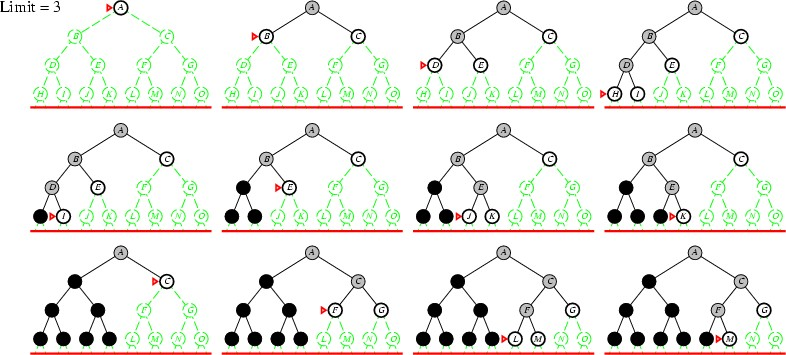 Limit = 3 A A A A
B C B C B C B C
D E F G D E F G D E F G D E F G
H I J K L M N O H I J K L M N O H I J K L M N O H I J K L M N O
A A A A
B C B C B C B C
D E F G E F G E F G E F G
I J K L M N O J K L M N O J K L M N O K L M N O
A A A A
C C C C
F G F G F G F G
L M N O L M N O L M N O M N O